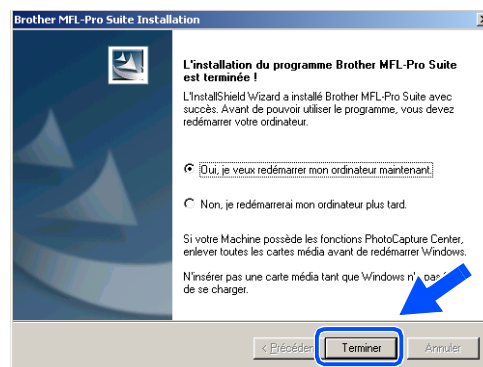 Brother MFL-Pro Suite Installation
L'installation du programme Brother MFL-Pro Suite
est terminée !
L'InstallShield Wizard a installé Brother MFL-Pro Suite avec
succès. Avant de pouvoir utiliser le programme, vous devez
redémarrer votre ordinateur.
Oui, je veux redémarrer mon ordinateur maintenant.
Non, je redémarrerai mon ordinateur plus tard.
Si votre Machine possède les fonctions PhotoCapture Center,
enlever toutes les cartes média avant de redémarrer Windows.
N'insérer pas une carte média tant que Windows pas
de se charger.
< Précéden Terminer Annuler